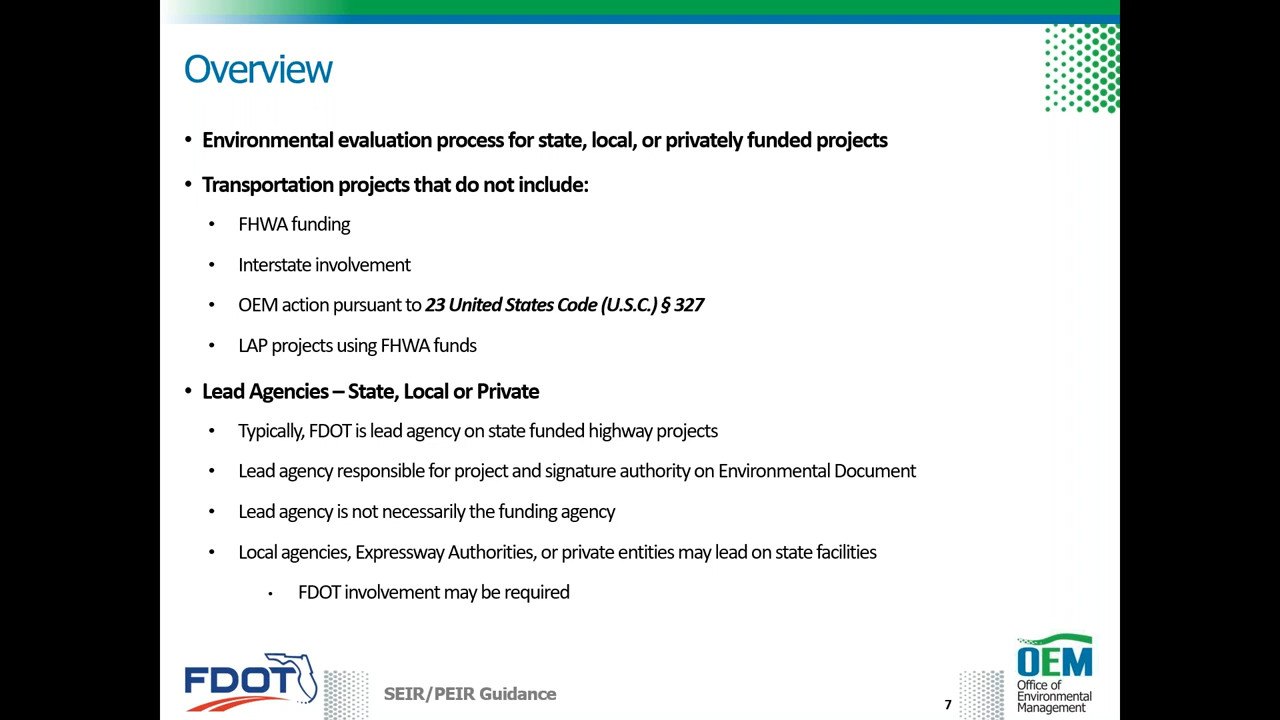 Overview
• Environmental evaluation process for state, local, or privately funded projects
• Transportation projects that do not include:
• FHWA funding
• Interstate involvement
• OEM action pursuant to 23 United States Code (U.S.C.) § 327
• LAP projects using FHWA funds
• Lead Agencies – State, Local or Private
• Typically, FDOT is lead agency on state funded highway projects
• Lead agency responsible for project and signature authority on Environmental Document
• Lead agency is not necessarily the funding agency
• Local agencies, Expressway Authorities, or private entities may lead on state facilities
• FDOT involvement may be required
FDOT
SEIR/PEIR Guidance
7
OEM
Office of
Environmental
Management